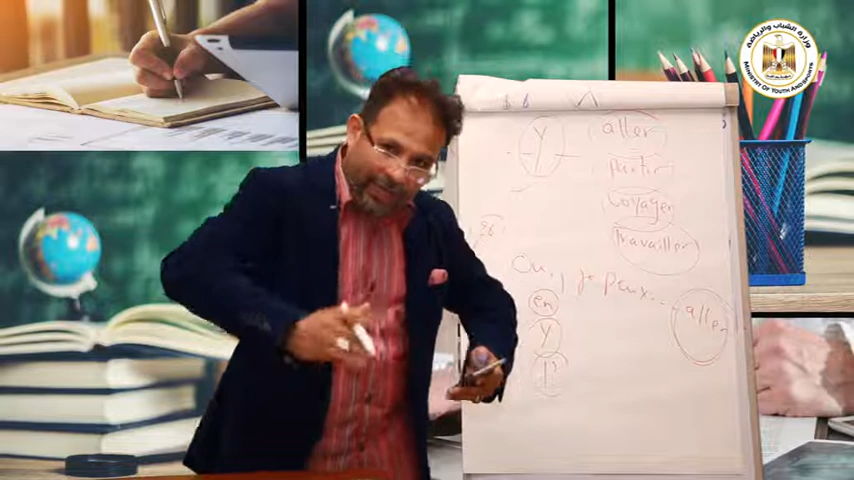 وزارة الشباب والرياضة
MINISTRY OF YOUTH AND SPORTS
y
aller
partir
voyager
travailler
Oui, je peux... aller
en
y